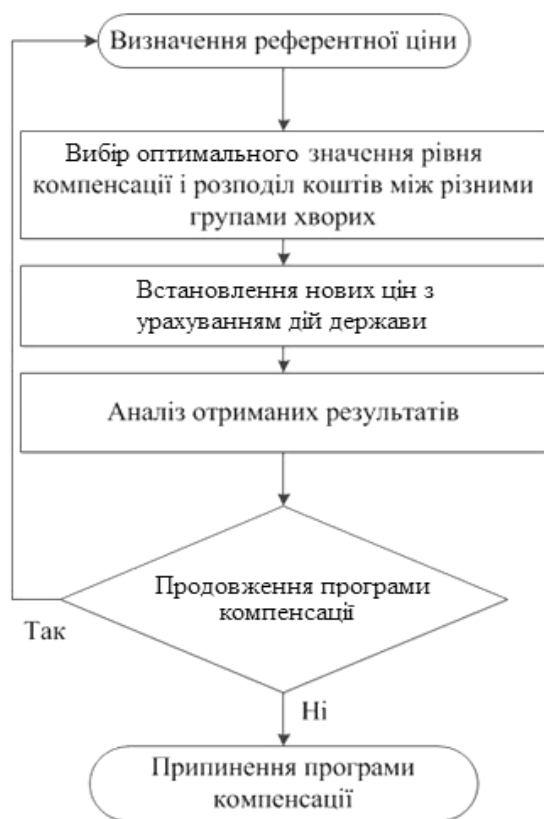 Визначення референтної ціни
Вибір оптимального значення рівня
компенсації і розподіл коштів між різними
групами хворих
Встановлення нових цін з
урахуванням дій держави
Аналіз отриманих результатів
Продовження програми
компенсації
Так
Ні
Припинення програми
компенсації